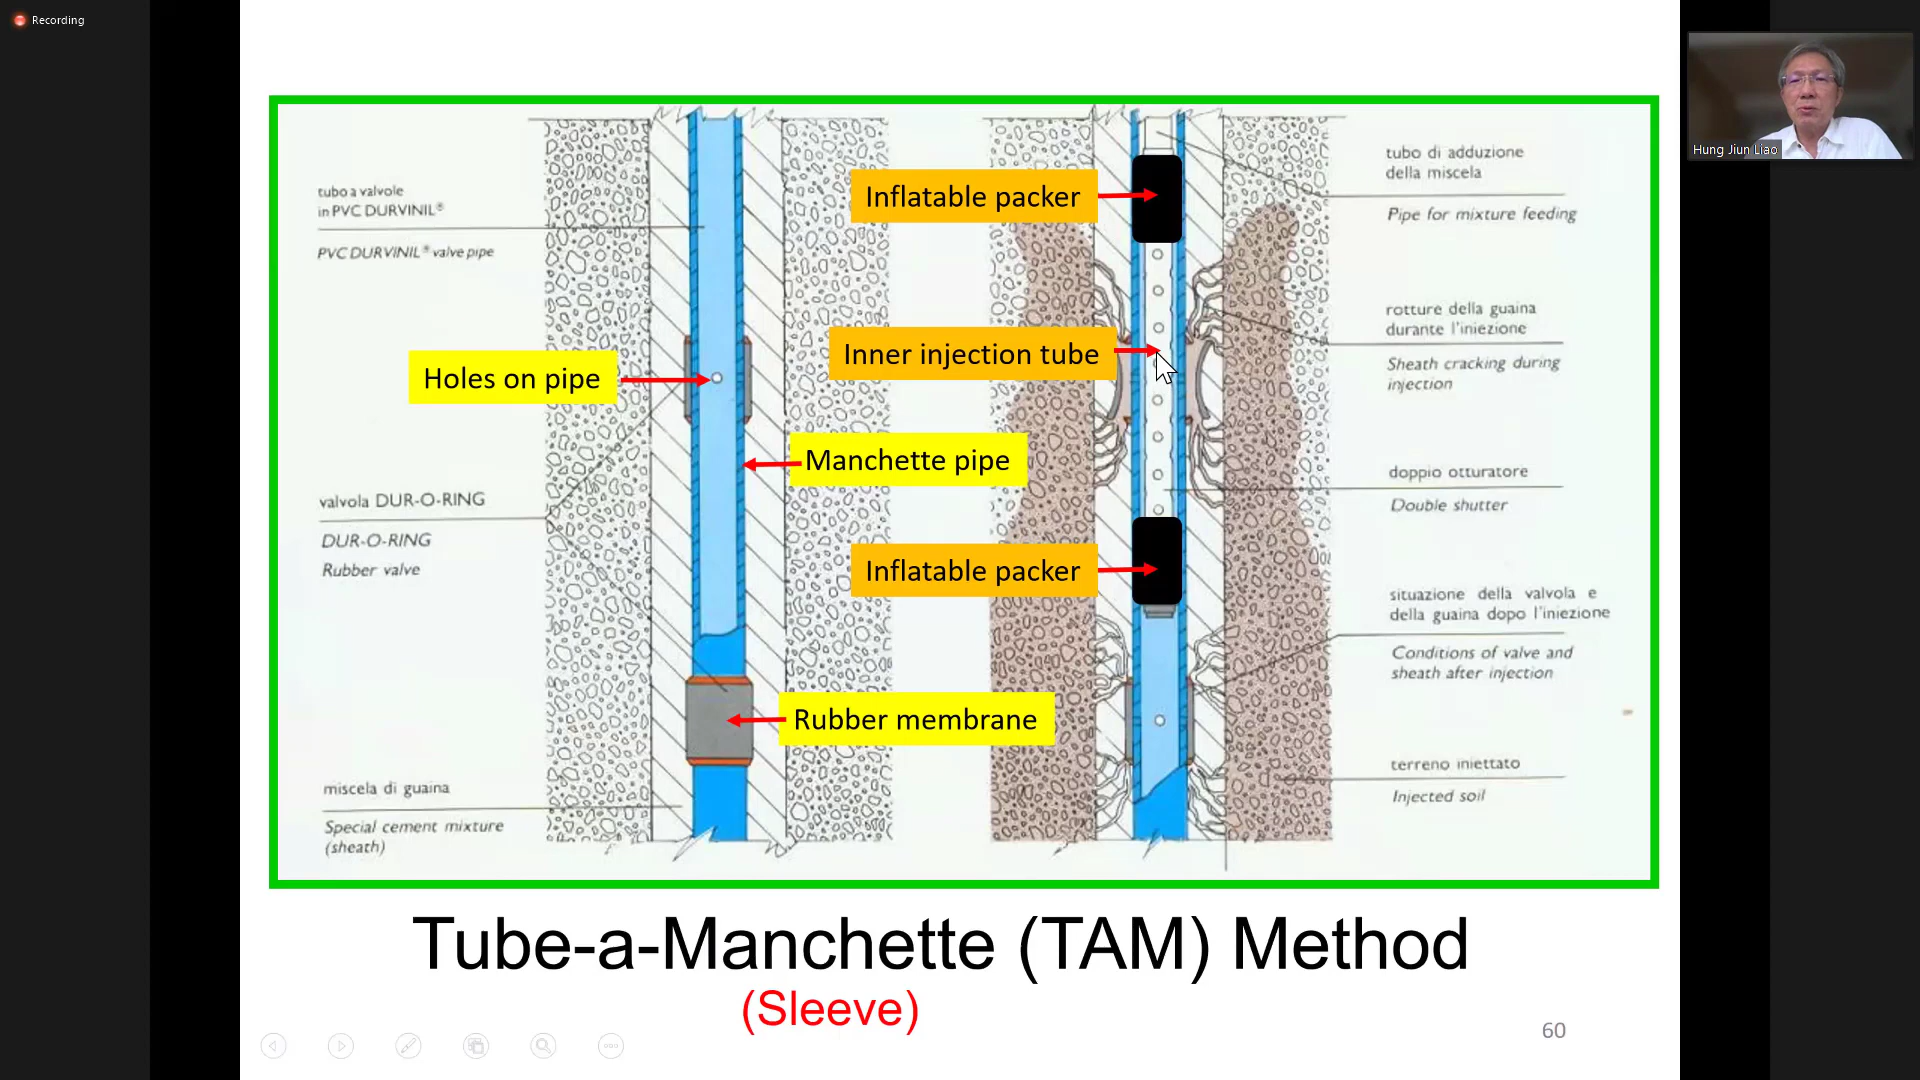 Recording
Hung Jiun Liao
tubo a valvole
in PVC DURVINIL®
PVC DURVINIL® valve pipe
Holes on pipe
valvola DUR-O-RING
DUR-O-RING
Rubber valve
miscela di guaina
Special cement mixture
(sheath)
Manchette pipe
Rubber membrane
Inflatable packer
Inner injection tube
Inflatable packer
tubo di adduzione
della miscela
Pipe for mixture feeding
rotture della guaina
durante l'iniezione
Sheath cracking during
injection
doppio otturatore
Double shutter
situazione della valvola e
della guaina dopo l'iniezione
Conditions of valve and
sheath after injection
terreno iniettato
Injected soil
Tube-a-Manchette (TAM) Method
(Sleeve)
60